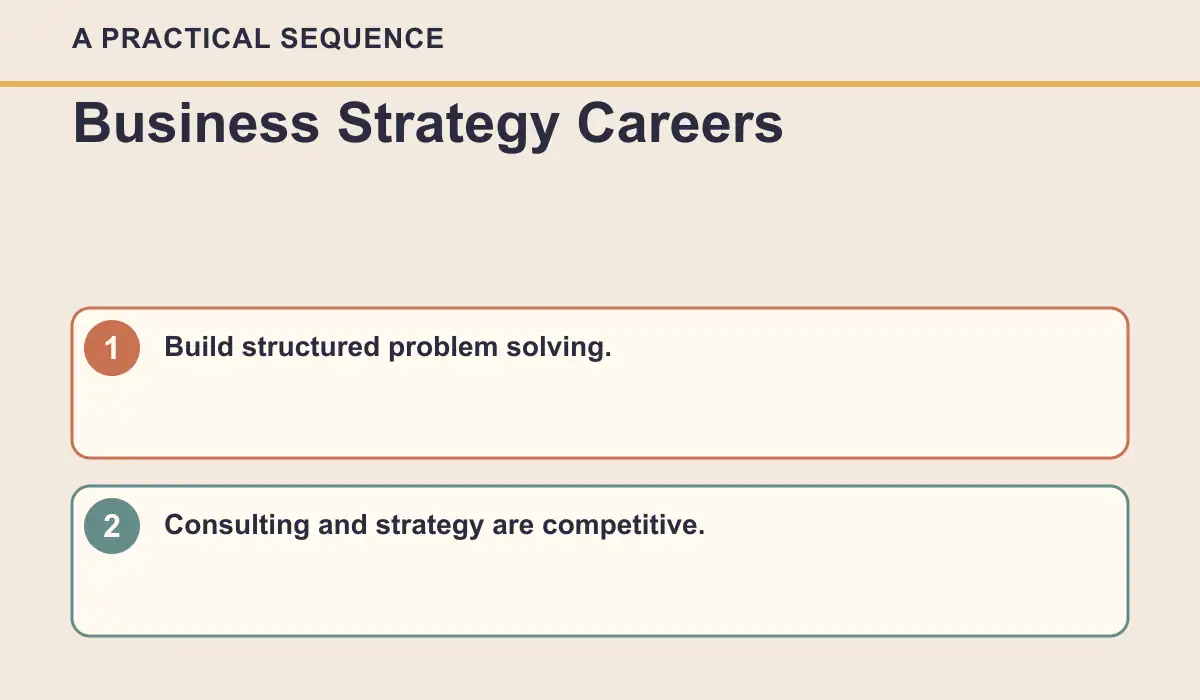 A PRACTICAL SEQUENCE
Business Strategy Careers
1
Build structured problem solving.
2
Consulting and strategy are competitive.